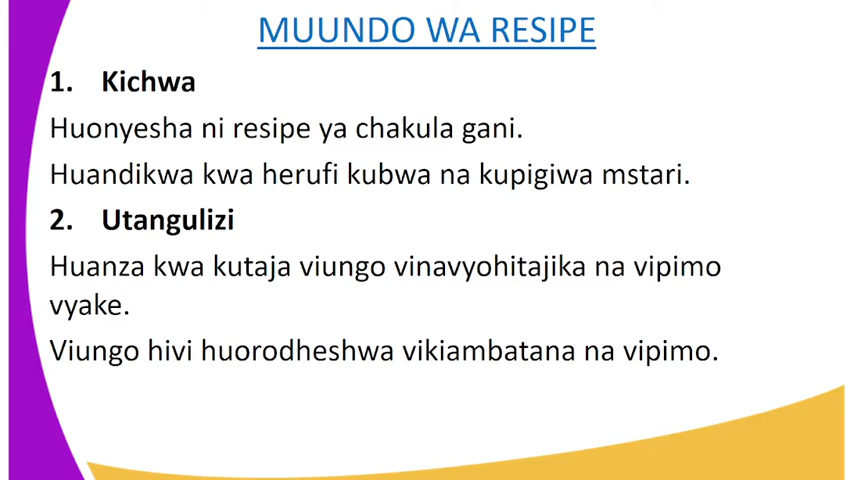 MUUNDO WA RESIPE
1. Kichwa
Huonyesha ni resipe ya chakula gani.
Huandikwa kwa herufi kubwa na kupigiwa mstari.
2. Utangulizi
Huanza kwa kutaja viungo vinavyohitajika na vipimo
vyake.
Viungo hivi huorodheshwa vikiambatana na vipimo.